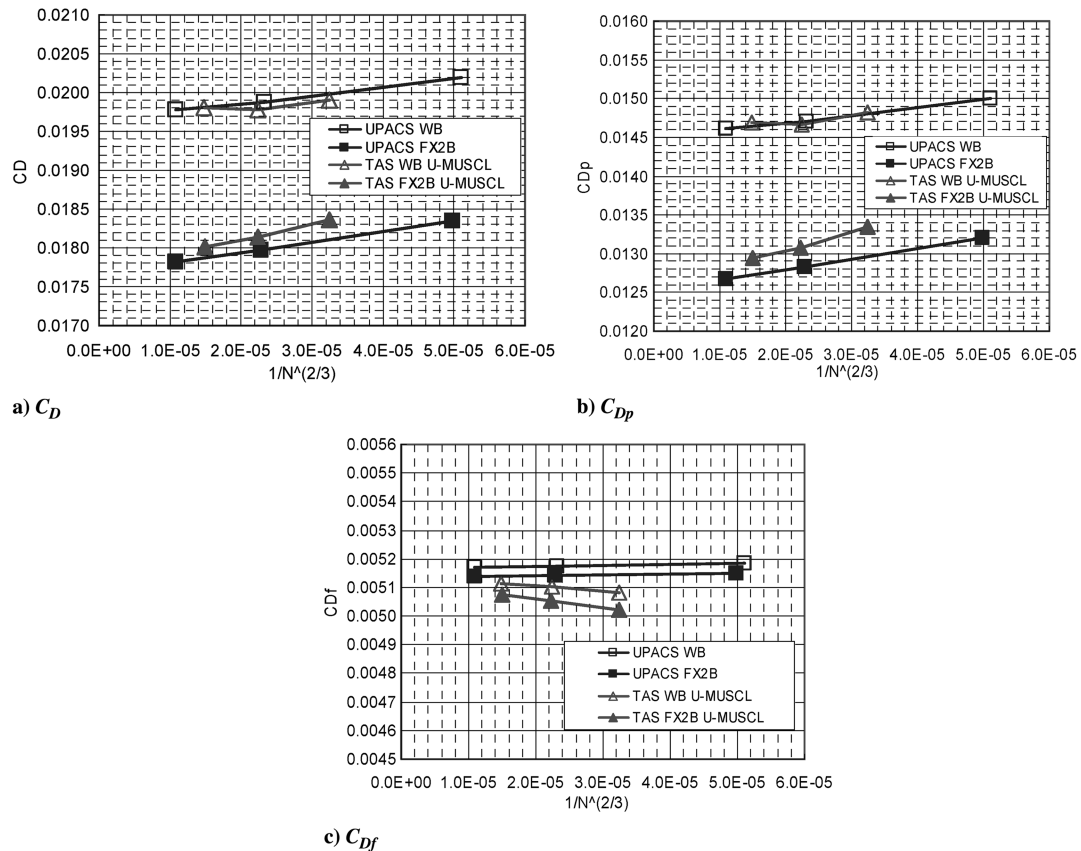 0.0210
0.0205
0.0200
0.0195
0.0190
0.0185
0.0180
0.0175
0.0170
CD
UPACS WB
UPACS FX2B
TAS WB U-MUSCL
TAS FX2B U-MUSCL
0.0E+00 1.0E-05 2.0E-05 3.0E-05 4.0E-05 5.0E-05 6.0E-05
1/N^(2/3)
a) C_D
0.0160
0.0155
0.0150
0.0145
0.0140
0.0135
0.0130
0.0125
0.0120
CDp
UPACS WB
UPACS FX2B
TAS WB U-MUSCL
TAS FX2B U-MUSCL
0.0E+00 1.0E-05 2.0E-05 3.0E-05 4.0E-05 5.0E-05 6.0E-05
1/N^(2/3)
b) C_{Dp}
0.0056
0.0055
0.0054
0.0053
0.0052
0.0051
0.0050
0.0049
0.0048
0.0047
0.0046
0.0045
CDf
UPACS WB
UPACS FX2B
TAS WB U-MUSCL
TAS FX2B U-MUSCL
0.0E+00 1.0E-05 2.0E-05 3.0E-05 4.0E-05 5.0E-05 6.0E-05
1/N^(2/3)
c) C_{Df}